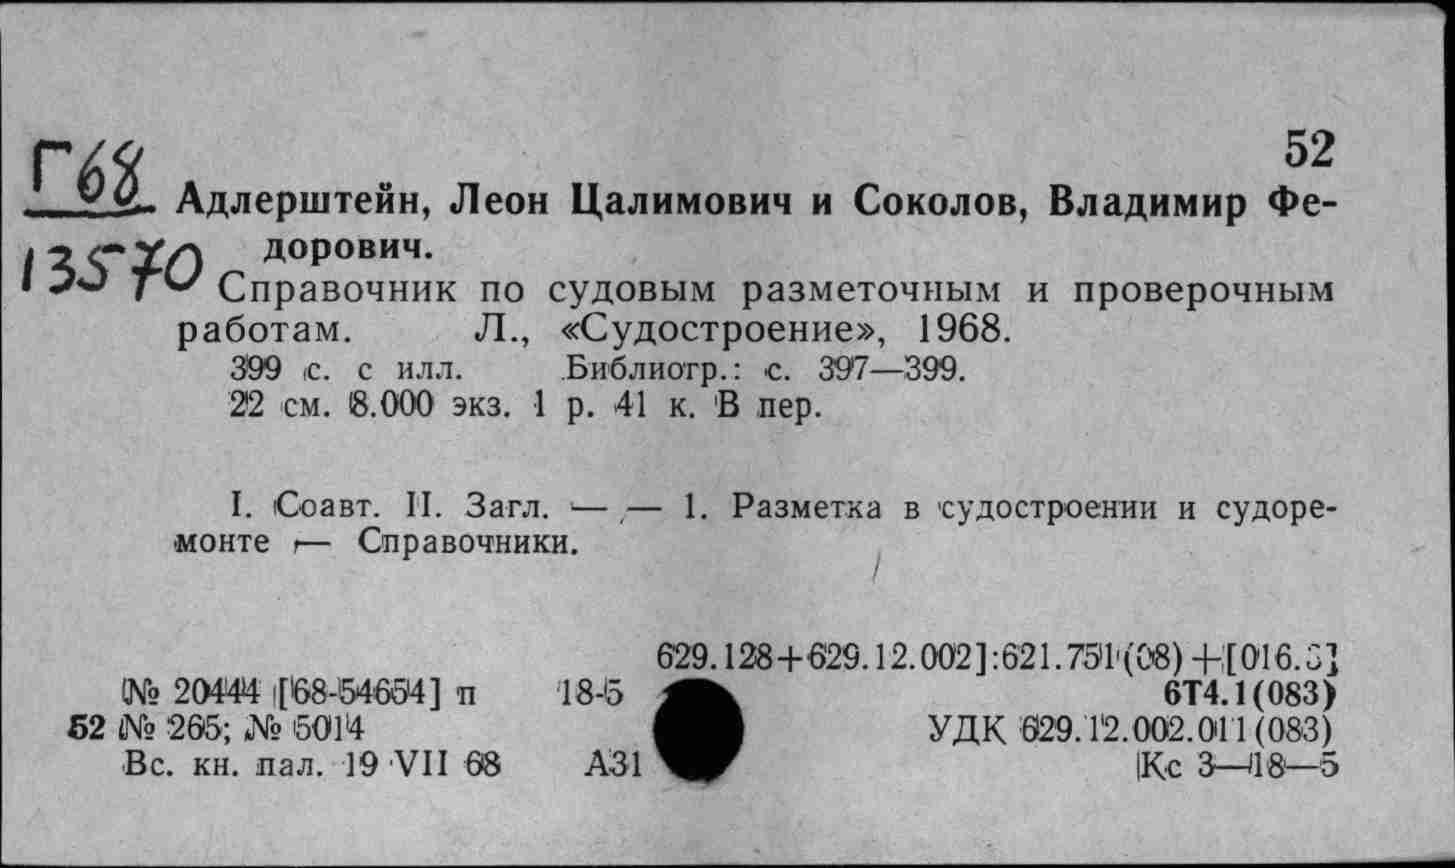 52
Г68
13570
Адлерштейн, Леон Цалимович и Соколов, Владимир Фе-
дорович.
Справочник по судовым разметочным и проверочным
работам. Л., «Судостроение», 1968.
399 с. с илл. Библиогр.: с. 397—399.
22 см. 8.000 экз. 1 р. 41 к. В пер.
I. Соавт. II. Загл. — — 1. Разметка в судостроении и судоре-
монте — Справочники.
629.128+629.12.002]:621.751(08)+[016.3]
№ 20444 [68-54654] п 18-5 6Т4.1(083)
52 № 265; № 5014 УДК 629.12.002.011(083)
Вс. кн. пал. 19 VII 68 А31 Кс 3—18—5